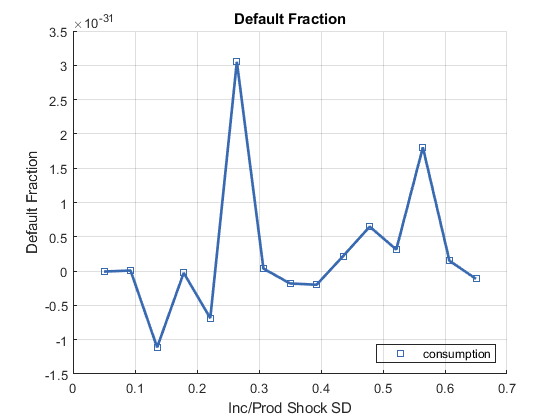 Default Fraction
×10⁻³¹
3.5
3
2.5
2
1.5
1
0.5
0
-0.5
-1
-1.5
Default Fraction
0 0.1 0.2 0.3 0.4 0.5 0.6 0.7
Inc/Prod Shock SD
consumption